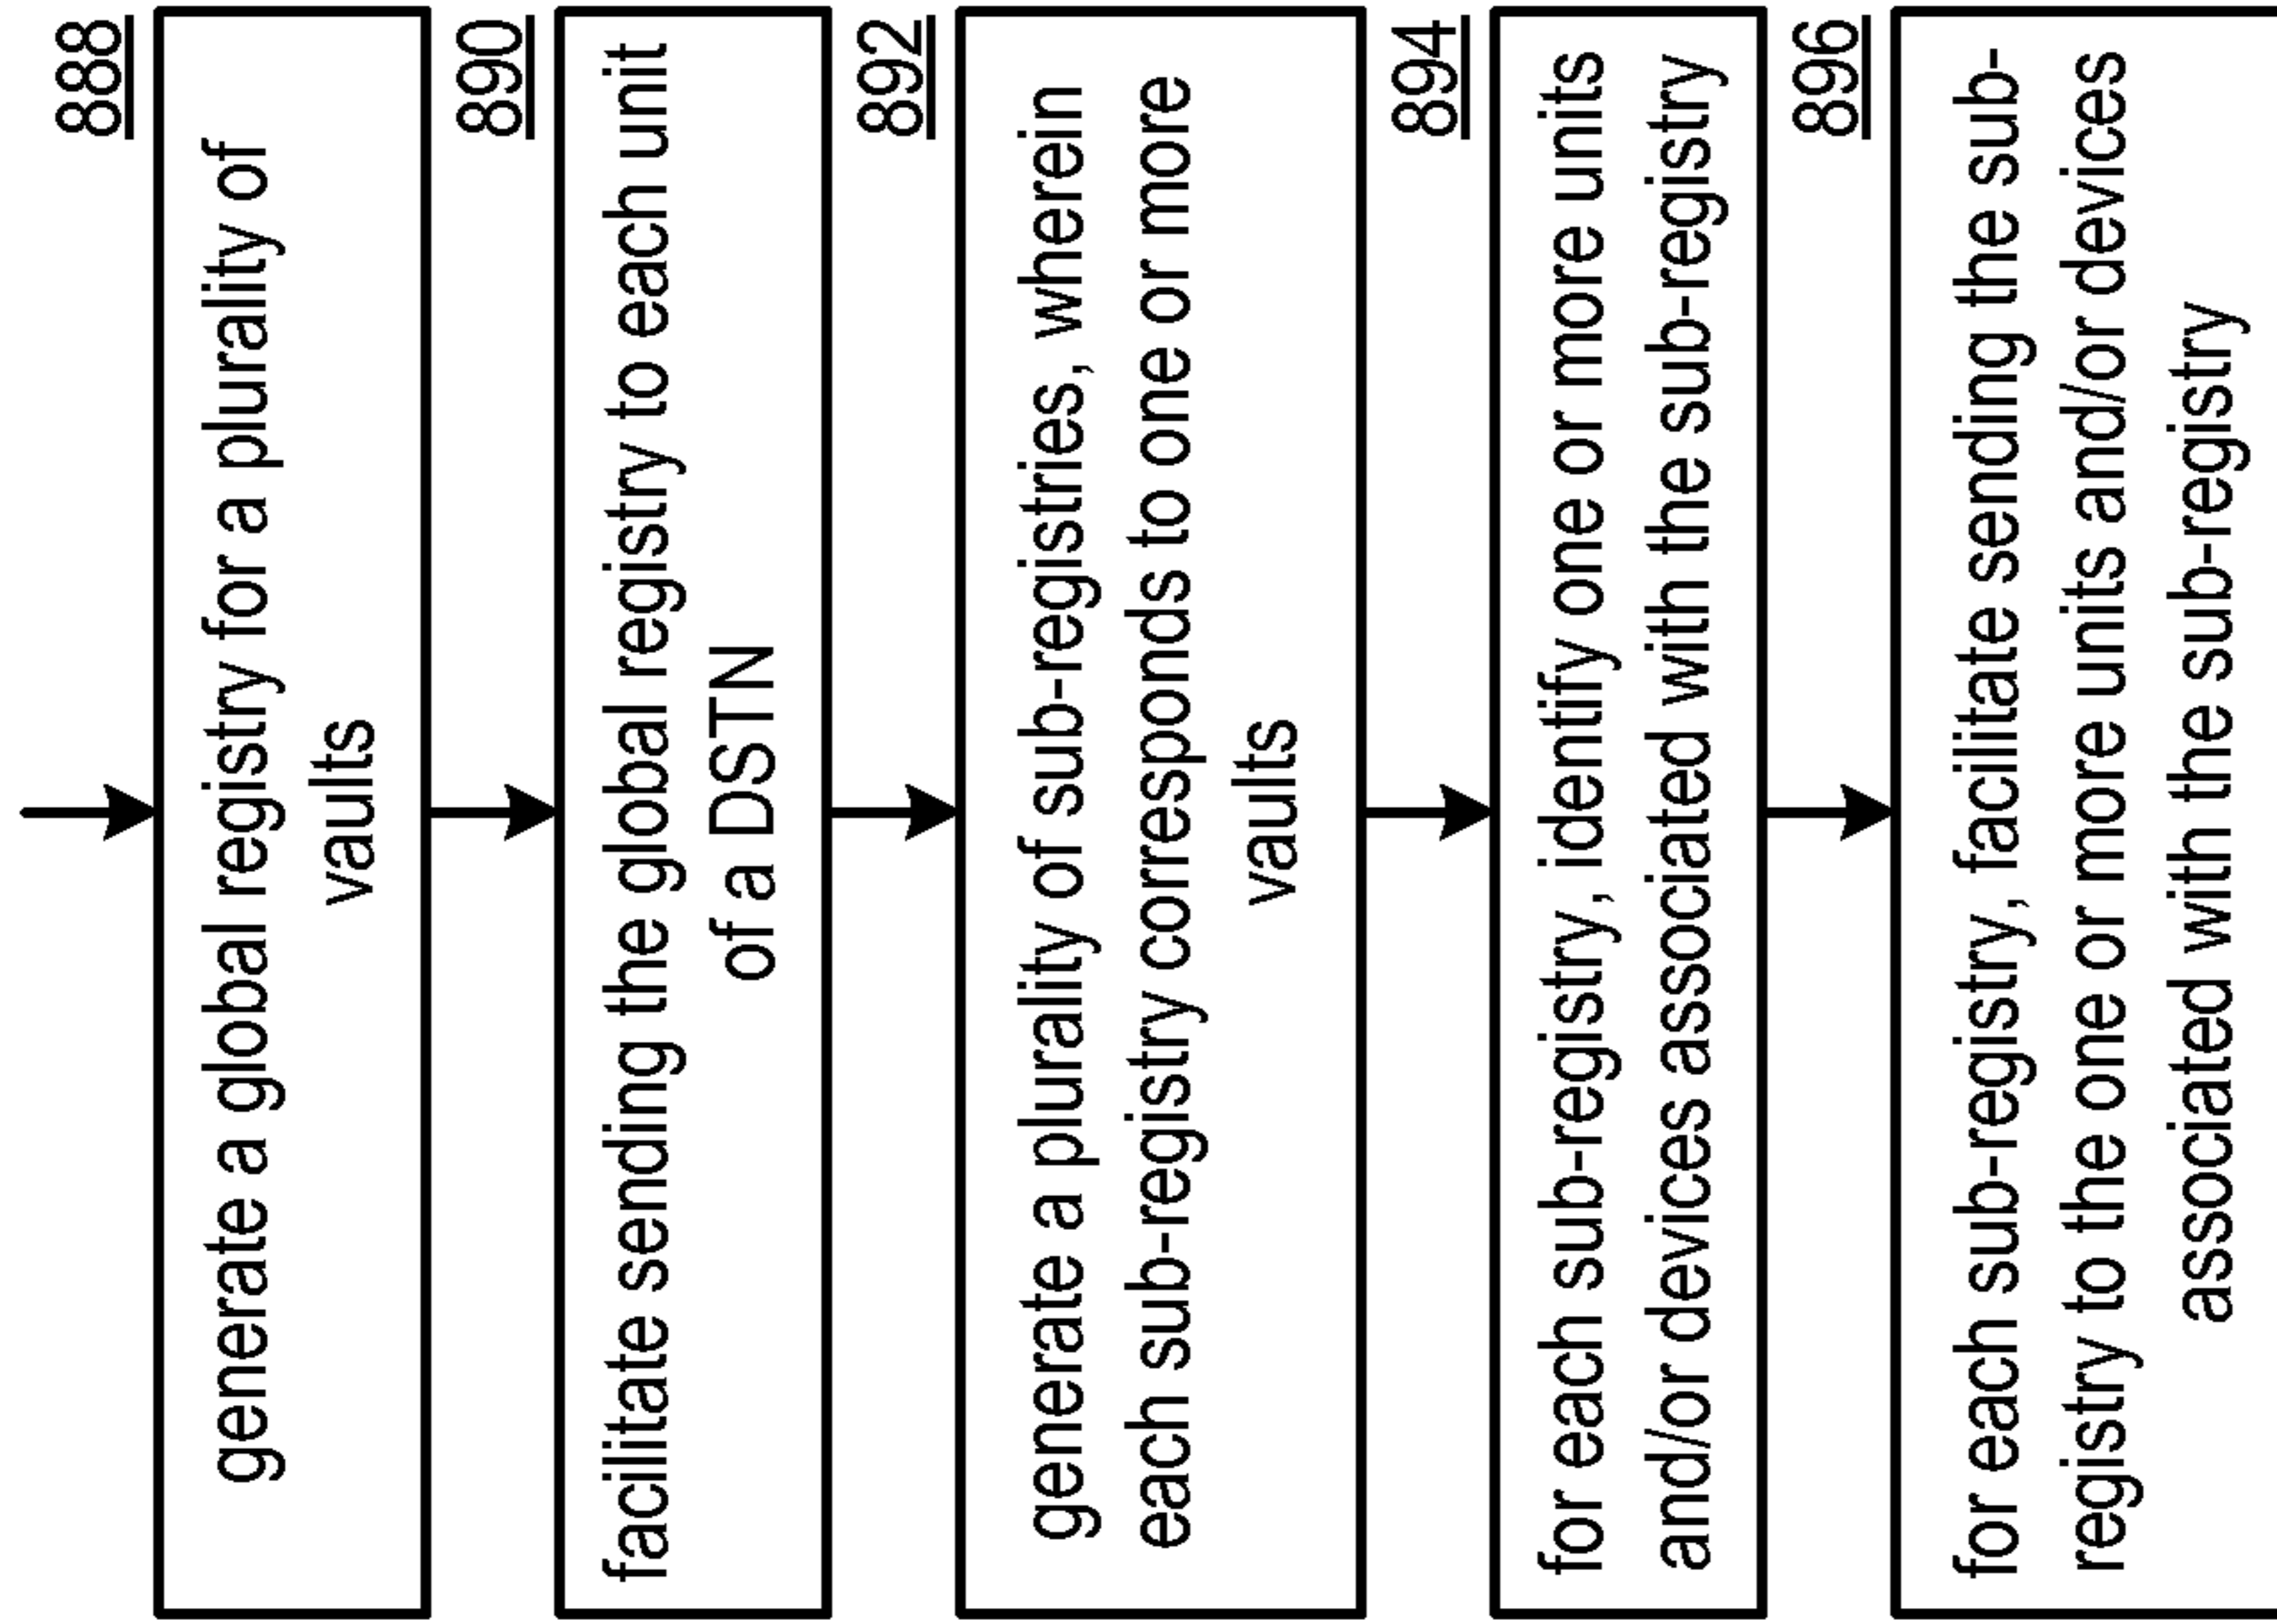 888
generate a global registry for a plurality of
vaults
890
facilitate sending the global registry to each unit
of a DSTN
892
generate a plurality of sub-registries, wherein
each sub-registry corresponds to one or more
vaults
894
for each sub-registry, identify one or more units
and/or devices associated with the sub-registry
896
for each sub-registry, facilitate sending the sub-
registry to the one or more units and/or devices
associated with the sub-registry